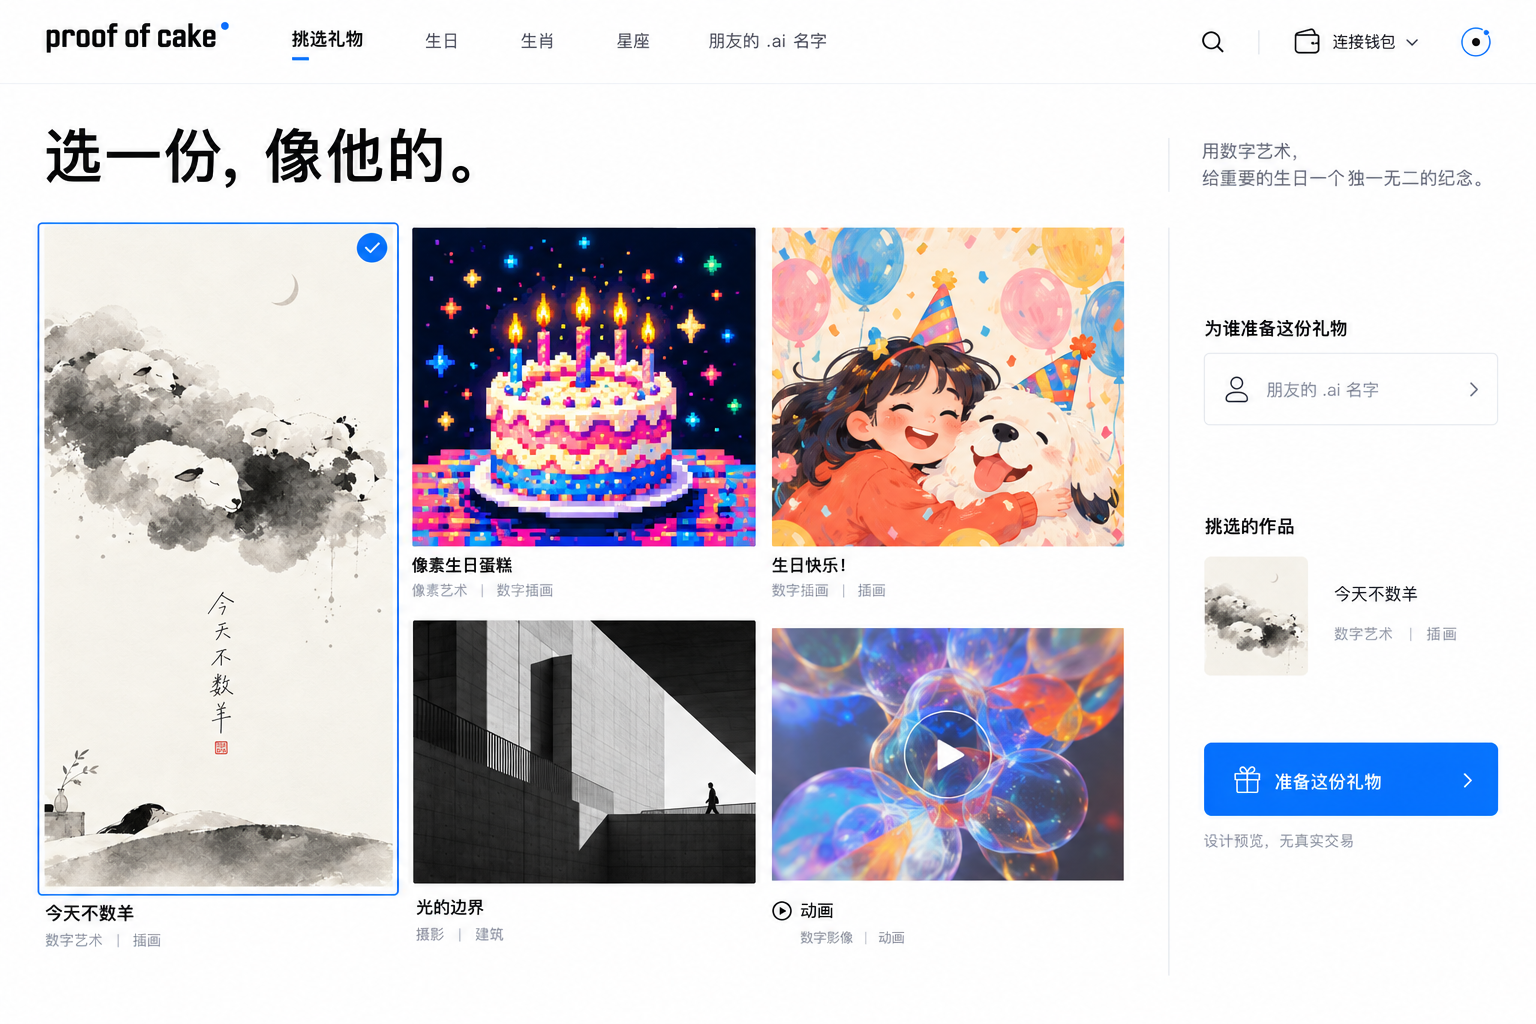 proof of cake
挑选礼物
生日
生肖
星座
朋友的 .ai 名字
连接钱包
选一份，像他的。
用数字艺术，
给重要的生日一个独一无二的纪念。
今天不数羊
今天不数羊
数字艺术 | 插画
像素生日蛋糕
像素艺术 | 数字插画
生日快乐！
数字插画 | 插画
光的边界
摄影 | 建筑
动画
数字影像 | 动画
为谁准备这份礼物
朋友的 .ai 名字
挑选的作品
今天不数羊
数字艺术 | 插画
准备这份礼物
设计预览，无真实交易